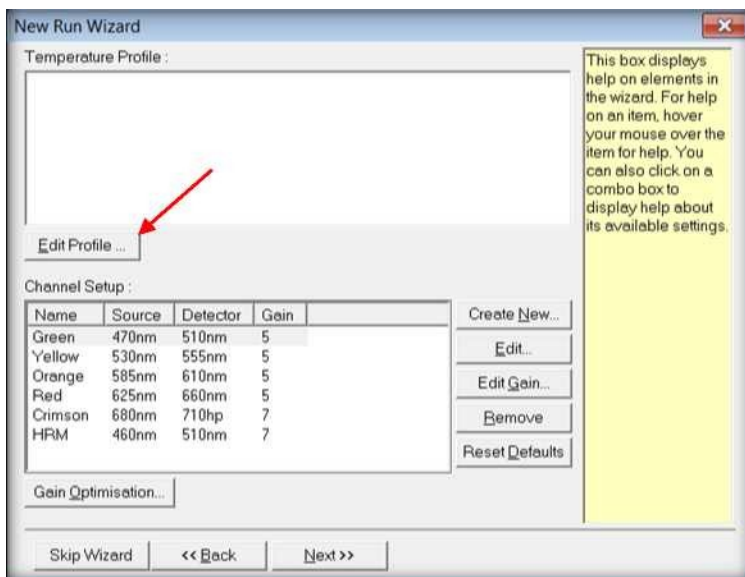 New Run Wizard
Temperature Profile :
Edit Profile ...
Channel Setup :
Name Source Detector Gain
Green 470nm 510nm 5
Yellow 530nm 555nm 5
Orange 585nm 610nm 5
Red 625nm 660nm 5
Crimson 680nm 710hp 7
HRM 460nm 510nm 7
Create New...
Edit...
Edit Gain...
Remove
Reset Defaults
Gain Optimisation...
Skip Wizard << Back Next >>
This box displays
help on elements in
the wizard. For help
on an item, hover
your mouse over the
item for help. You
can also click on a
combo box to
display help about
its available settings.